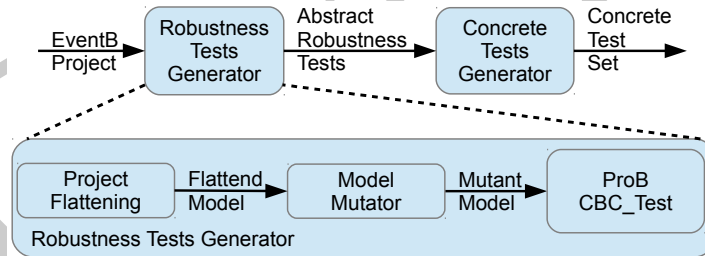 EventB
Project
Robustness
Tests
Generator
Abstract
Robustness
Tests
Concrete
Tests
Generator
Concrete
Test
Set
Project
Flattening
Flattend
Model
Model
Mutator
Mutant
Model
ProB
CBC_Test
Robustness Tests Generator